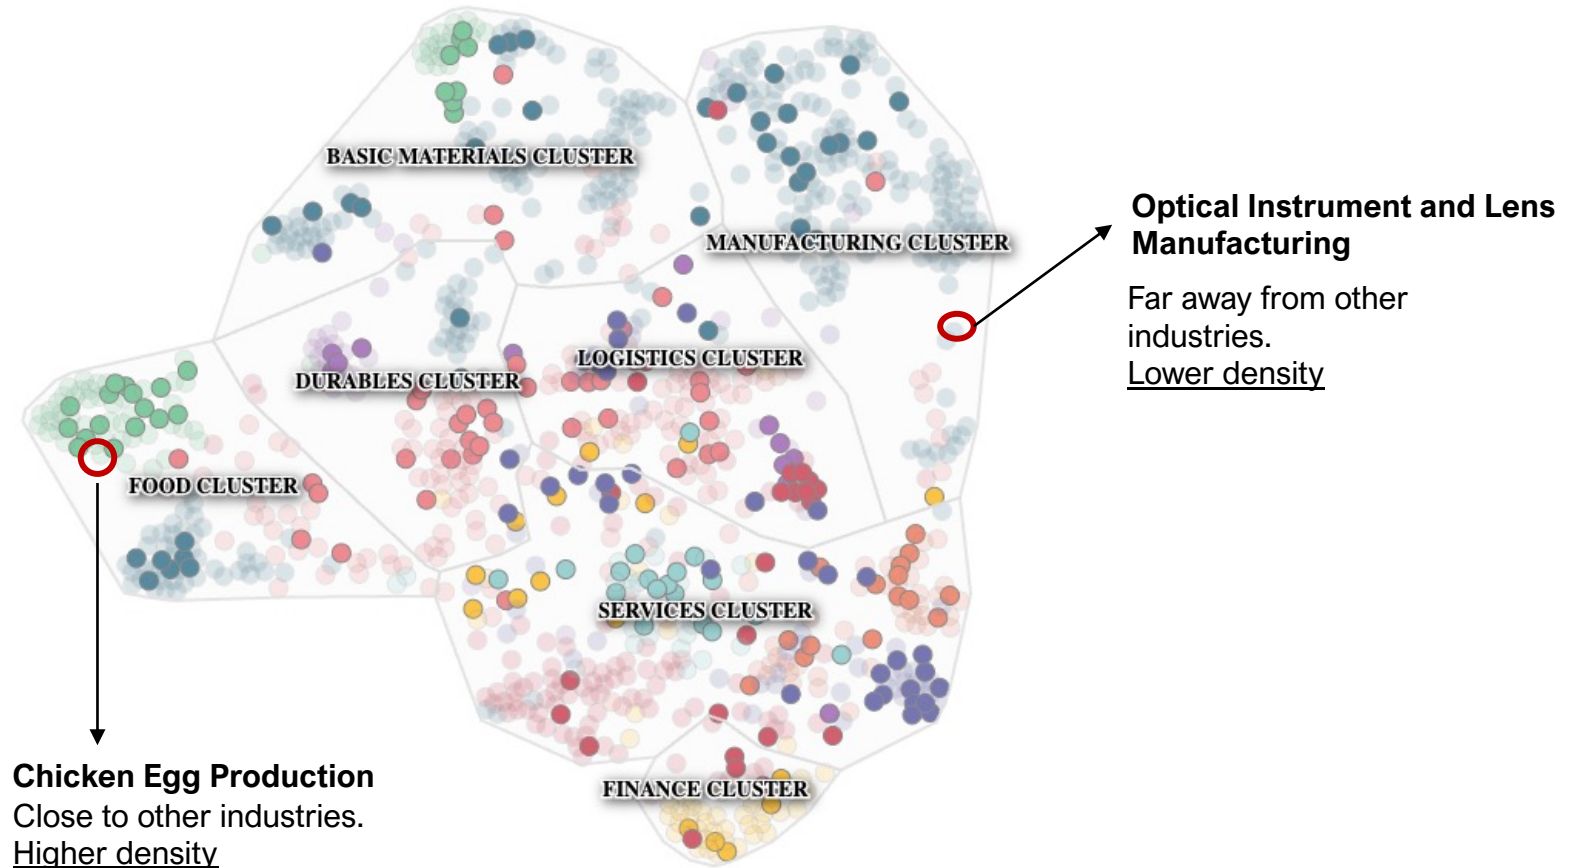 BASIC MATERIALS CLUSTER
MANUFACTURING CLUSTER
Optical Instrument and Lens
Manufacturing
Far away from other
industries.
Lower density
LOGISTICS CLUSTER
DURABLES CLUSTER
FOOD CLUSTER
SERVICES CLUSTER
FINANCE CLUSTER
Chicken Egg Production
Close to other industries.
Higher density